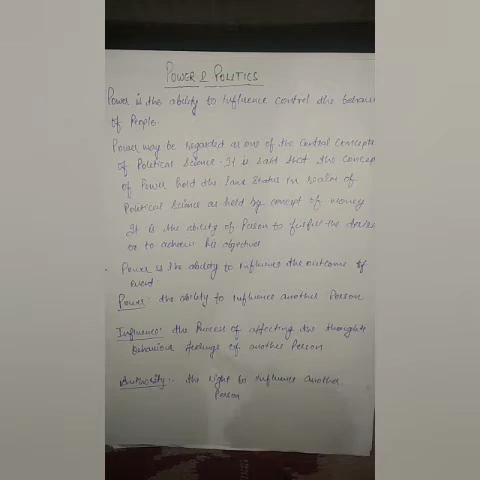 POWER & POLITICS
Power is the ability to influence control the behavi
of People.
Power may be regarded as one of the Central Concepts
of Political Science. It is said that the concep
of Power hold the same status in realm of
Political Science as held by concept of money
It is the ability of Person to fulfill the desire
or to achieve his objectives
Power is the ability to influence the outcome of
event
Power: the ability to influence another Person
Influence: the Process of affecting the thoughts
behaviour feelings of another Person
Authority:- the right to influence another
Person